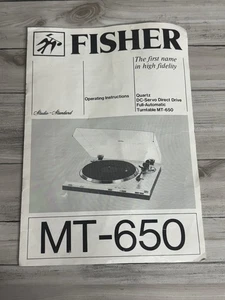 FISHER
The first name
in high fidelity
Operating Instructions
Quartz
DC-Servo Direct Drive
Full-Automatic
Turntable MT-650
Studio-Standard
MT-650